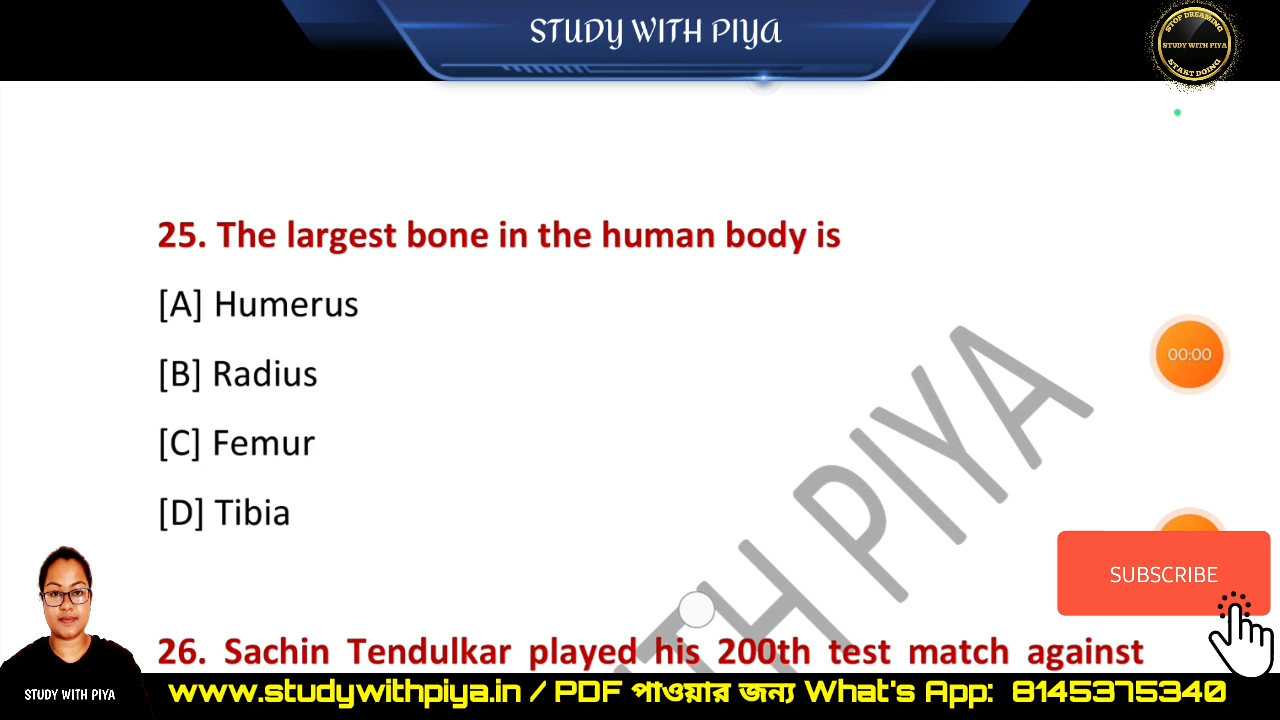 STUDY WITH PIYA
STOP DREAMING
STUDY WITH PIYA
START DOING
25. The largest bone in the human body is
[A] Humerus
00:00
[B] Radius
[C] Femur
[D] Tibia
TH PIYA
SUBSCRIBE
26. Sachin Tendulkar played his 200th test match against
STUDY WITH PIYA
www.studywithpiya.in / PDF পাওয়ার জন্য What's App: 8145375340